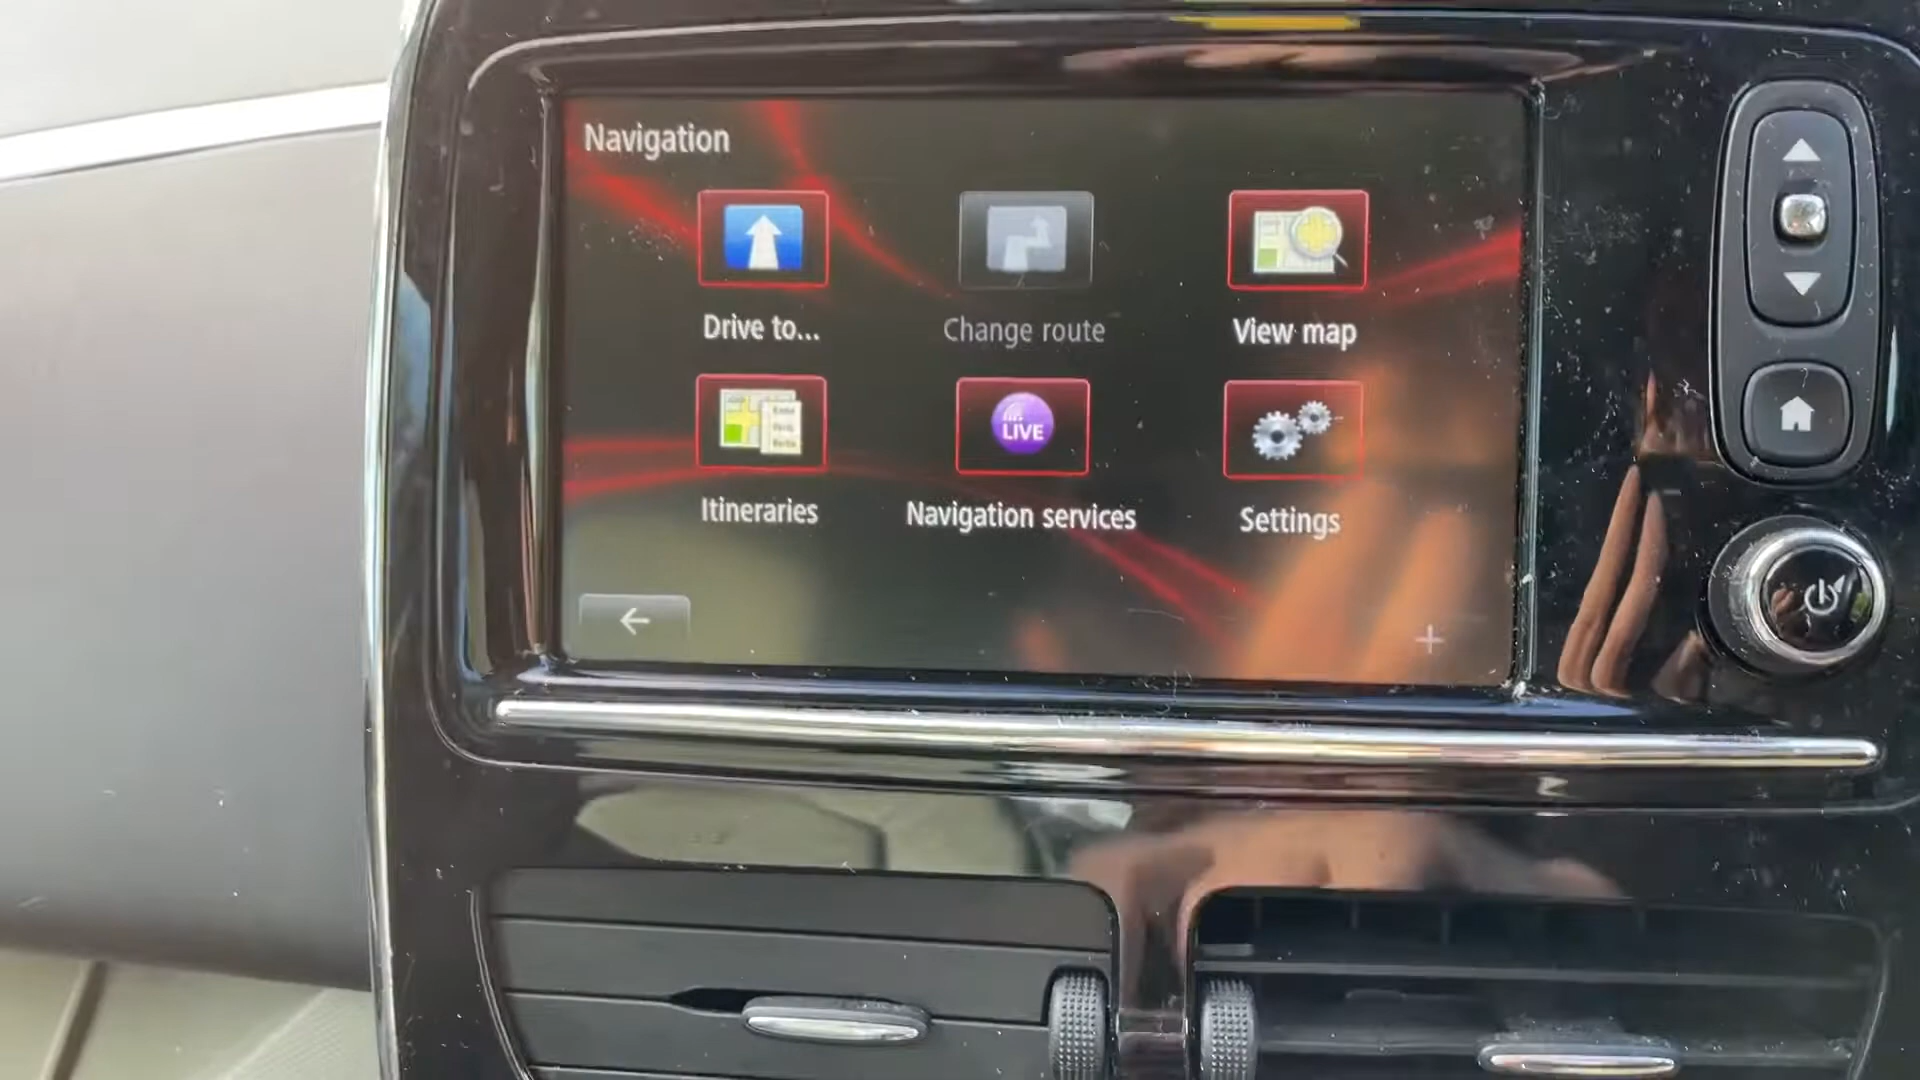 Navigation
Drive to...
Change route
View map
LIVE
Itineraries
Navigation services
Settings